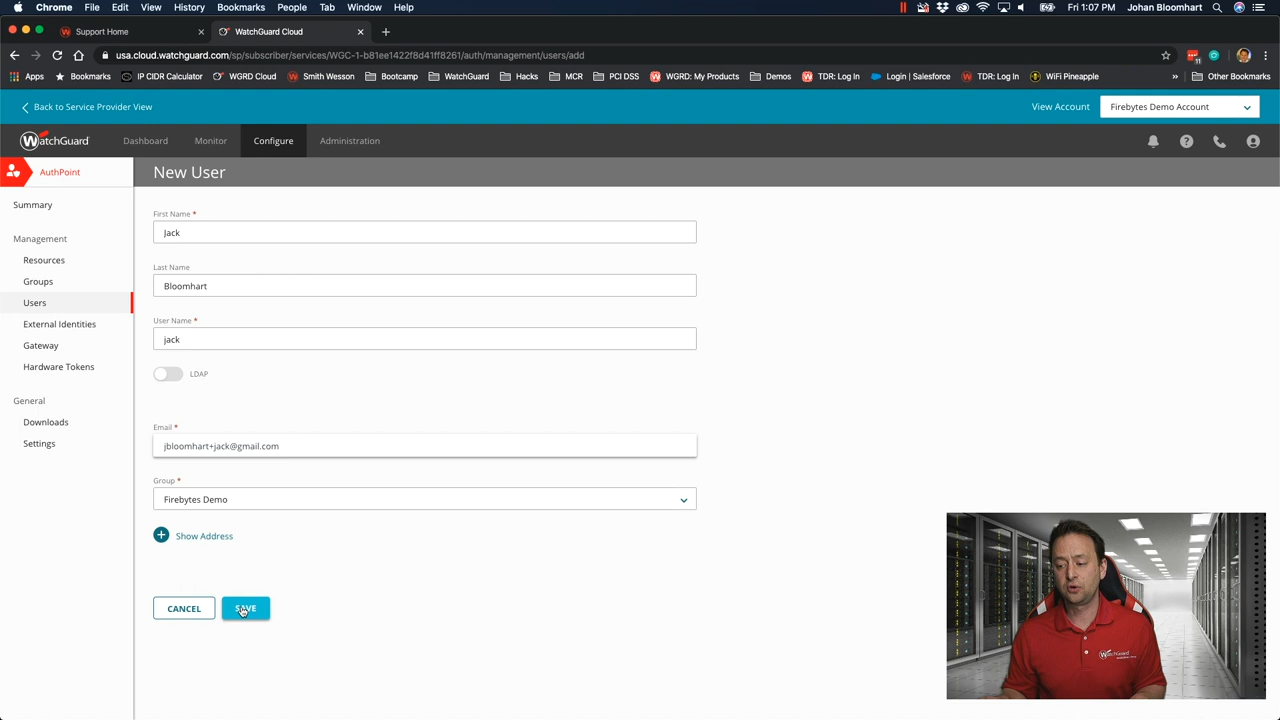 Chrome File Edit View History Bookmarks People Tab Window Help
Fri 1:07 PM Johan Bloomhart
Support Home
WatchGuard Cloud
usa.cloud.watchguard.com/sp/subscriber/services/WGC-1-b81ee1422f8d41ff8261/auth/management/users/add
11
Apps Bookmarks IP CIDR Calculator WGRD Cloud Smith Wesson Bootcamp WatchGuard Hacks MCR PCI DSS WGRD: My Products Demos TDR: Log In Login | Salesforce TDR: Log In WiFi Pineapple » Other Bookmarks
Back to Service Provider View
View Account Firebytes Demo Account
WatchGuard Dashboard Monitor Configure Administration
AuthPoint
New User
Summary
Management
Resources
Groups
Users
External Identities
Gateway
Hardware Tokens
General
Downloads
Settings
First Name *
Jack
Last Name
Bloomhart
User Name *
jack
LDAP
Email *
jbloomhart+jack@gmail.com
Group *
Firebytes Demo
Show Address
CANCEL SAVE
WatchGuard